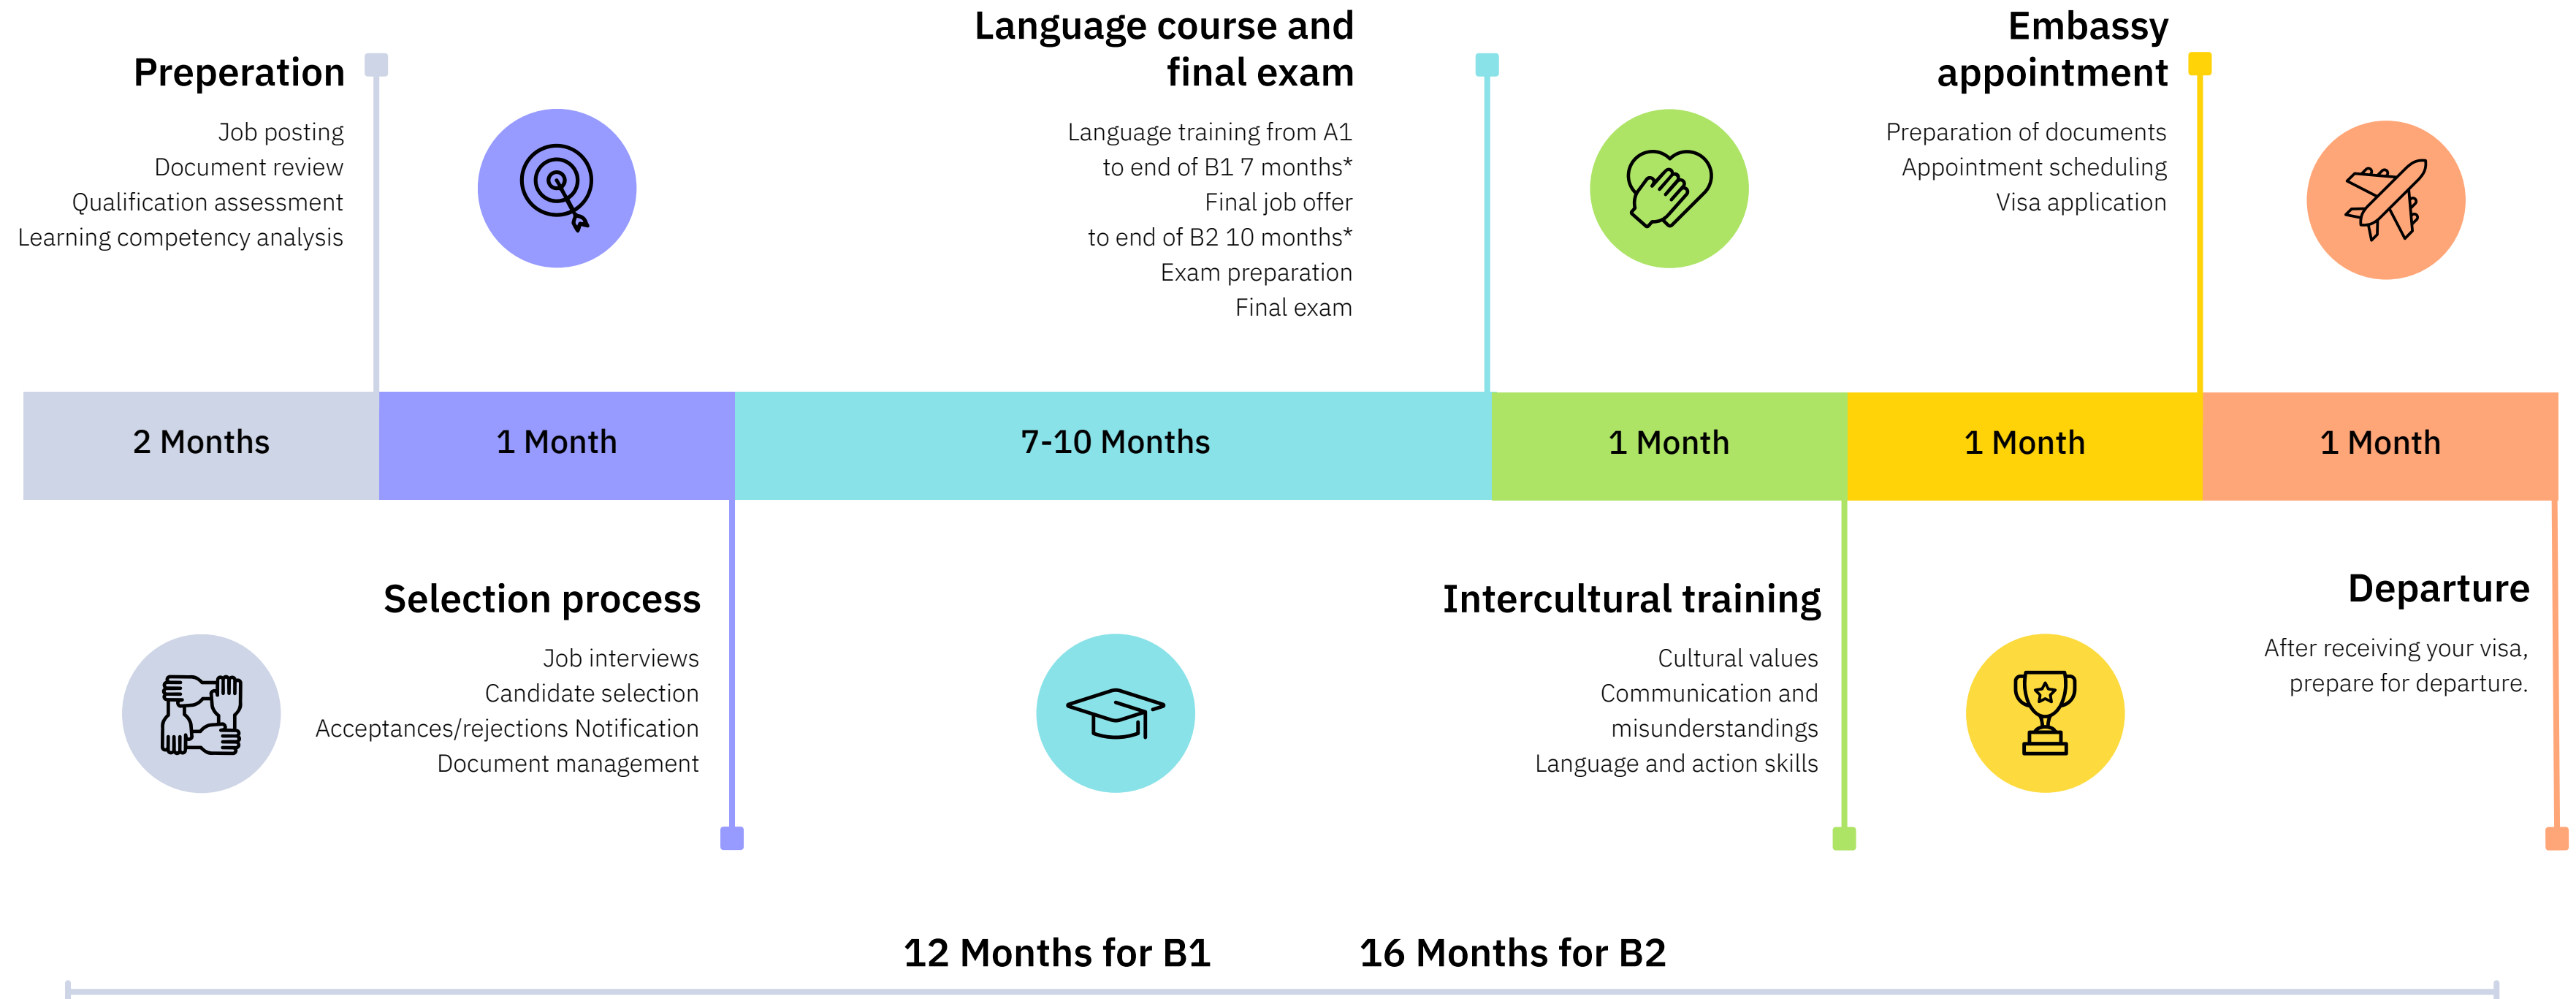 Preperation
Job posting
Document review
Qualification assessment
Learning competency analysis
Language course and
final exam
Language training from A1
to end of B1 7 months*
Final job offer
to end of B2 10 months*
Exam preparation
Final exam
Embassy
appointment
Preparation of documents
Appointment scheduling
Visa application
2 Months
1 Month
7-10 Months
1 Month
1 Month
1 Month
Selection process
Job interviews
Candidate selection
Acceptances/rejections Notification
Document management
Intercultural training
Cultural values
Communication and
misunderstandings
Language and action skills
Departure
After receiving your visa,
prepare for departure.
12 Months for B1
16 Months for B2